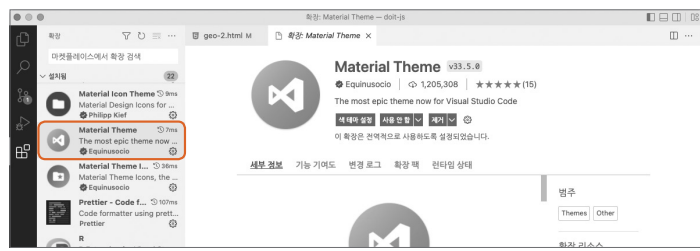 확장: Material Theme — doit-js
확장
geo-2.html M
확장: Material Theme ×
마켓플레이스에서 확장 검색
설치됨 22
Material Icon Theme 9ms
Material Design Icons for ...
Philipp Kief
Material Theme 7ms
The most epic theme now ...
Equinusocio
Material Theme I... 36ms
Material Theme Icons, the ...
Equinusocio
Prettier - Code f... 107ms
Code formatter using prett...
Prettier
R
Material Theme v33.5.0
Equinusocio 1,205,308 ★★★★★(15)
The most epic theme now for Visual Studio Code
색 테마 설정 사용 안 함 제거
이 확장은 전역적으로 사용하도록 설정되었습니다.
세부 정보 기능 기여도 변경 로그 확장 팩 런타임 상태
범주
Themes Other
확장 리소스